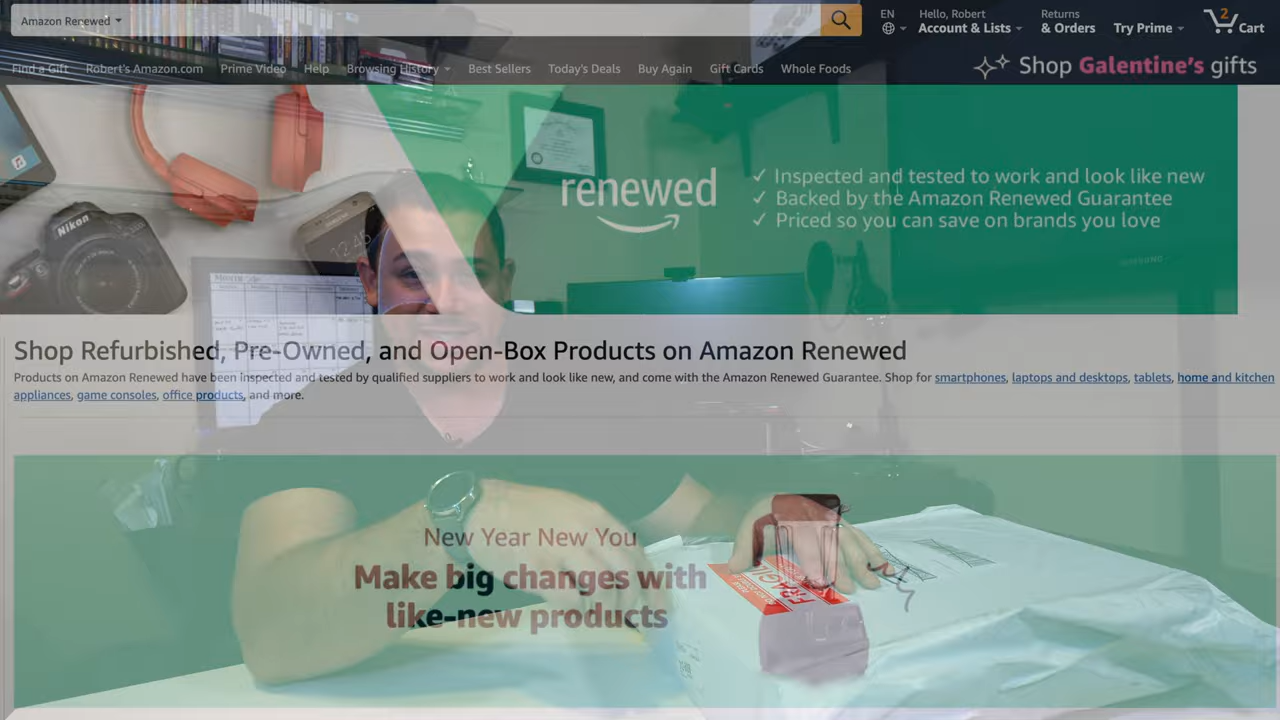 Amazon Renewed
EN
Hello, Robert
Account & Lists
Returns
& Orders
Try Prime
2
Cart
Find a Gift
Robert's Amazon.com
Prime Video
Help
Browsing History
Best Sellers
Today's Deals
Buy Again
Gift Cards
Whole Foods
Shop Galentine's gifts
Nikon
12:45
renewed
✓ Inspected and tested to work and look like new
✓ Backed by the Amazon Renewed Guarantee
✓ Priced so you can save on brands you love
SAMSUNG
Shop Refurbished, Pre-Owned, and Open-Box Products on Amazon Renewed
Products on Amazon Renewed have been inspected and tested by qualified suppliers to work and look like new, and come with the Amazon Renewed Guarantee. Shop for smartphones, laptops and desktops, tablets, home and kitchen
appliances, game consoles, office products, and more.
New Year New You
Make big changes with
like-new products
FRAGILE